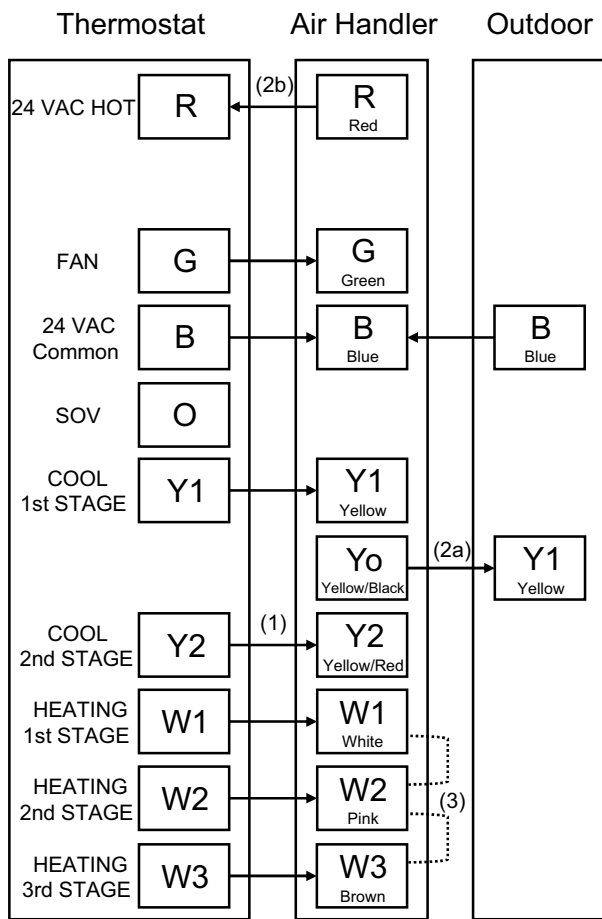 Thermostat Air Handler Outdoor
24 VAC HOT R (2b) R
Red
FAN G G
Green
24 VAC
Common B B B
Blue Blue
SOV O
COOL
1st STAGE Y1 Y1
Yellow
Yo (2a) Y1
Yellow/Black Yellow
COOL
2nd STAGE Y2 (1) Y2
Yellow/Red
HEATING
1st STAGE W1 W1
White
HEATING
2nd STAGE W2 W2 (3)
Pink
HEATING
3rd STAGE W3 W3
Brown